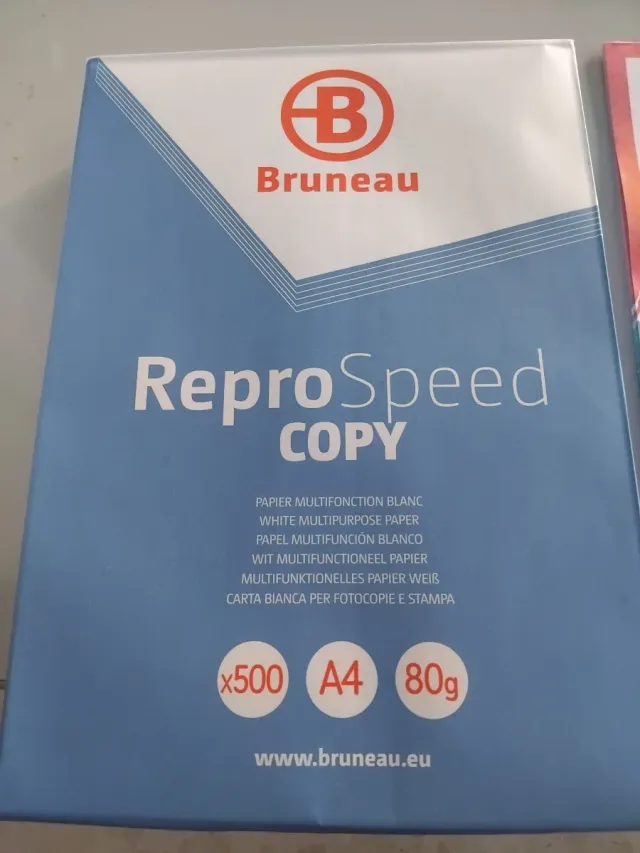 B
Bruneau
ReproSpeed
COPY
PAPIER MULTIFONCTION BLANC
WHITE MULTIPURPOSE PAPER
PAPEL MULTIFUNCIÓN BLANCO
WIT MULTIFUNCTIONEEL PAPIER
MULTIFUNKTIONELLES PAPIER WEIß
CARTA BIANCA PER FOTOCOPIE E STAMPA
x500 A4 80g
www.bruneau.eu